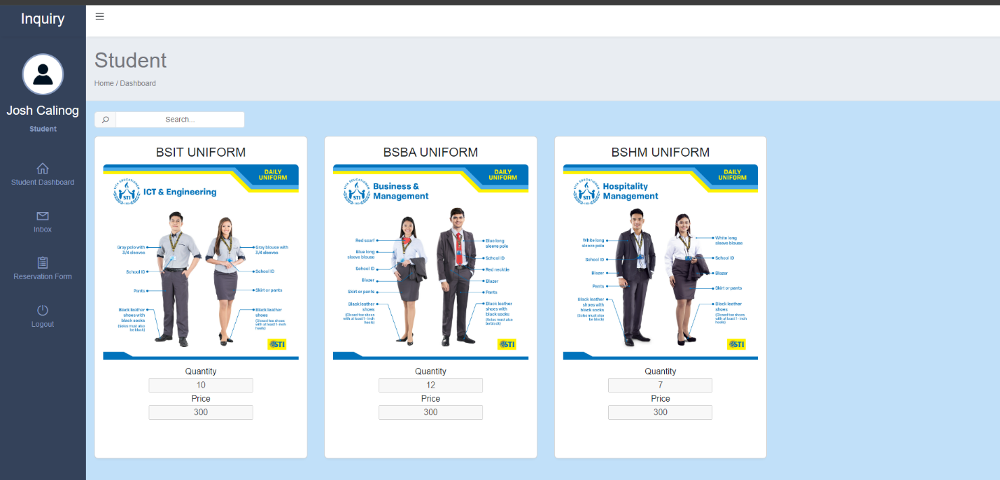 Inquiry
Josh Calinog
Student
Student Dashboard
Inbox
Reservation Form
Logout
Student
Home / Dashboard
Search...
BSIT UNIFORM
DAILY
UNIFORM
STI
ICT & Engineering
Gray polo with
3/4 sleeves
School ID
Pants
Black leather
shoes with
black socks
(Soles must also
be black)
Gray blouse with
3/4 sleeves
School ID
Skirt or pants
Black leather
shoes
(Closed toe shoes
with at least 1-inch
heels)
STI
Quantity
10
Price
300
BSBA UNIFORM
DAILY
UNIFORM
STI
Business &
Management
Red scarf
Blue long
sleeve blouse
School ID
Blazer
Skirt or pants
Black leather
shoes
(Closed toe shoes
with at least 1-inch
heels)
Blue long
sleeve polo
School ID
Red necktie
Blazer
Pants
Black leather
shoes with
black socks
(Soles must also
be black)
STI
Quantity
12
Price
300
BSHM UNIFORM
DAILY
UNIFORM
STI
Hospitality
Management
White long
sleeve polo
School ID
Blazer
Pants
Black leather
shoes with
black socks
(Soles must also
be black)
White long
sleeve blouse
School ID
Blazer
Skirt or pants
Black leather
shoes
(Closed toe shoes
with at least 1-inch
heels)
STI
Quantity
7
Price
300